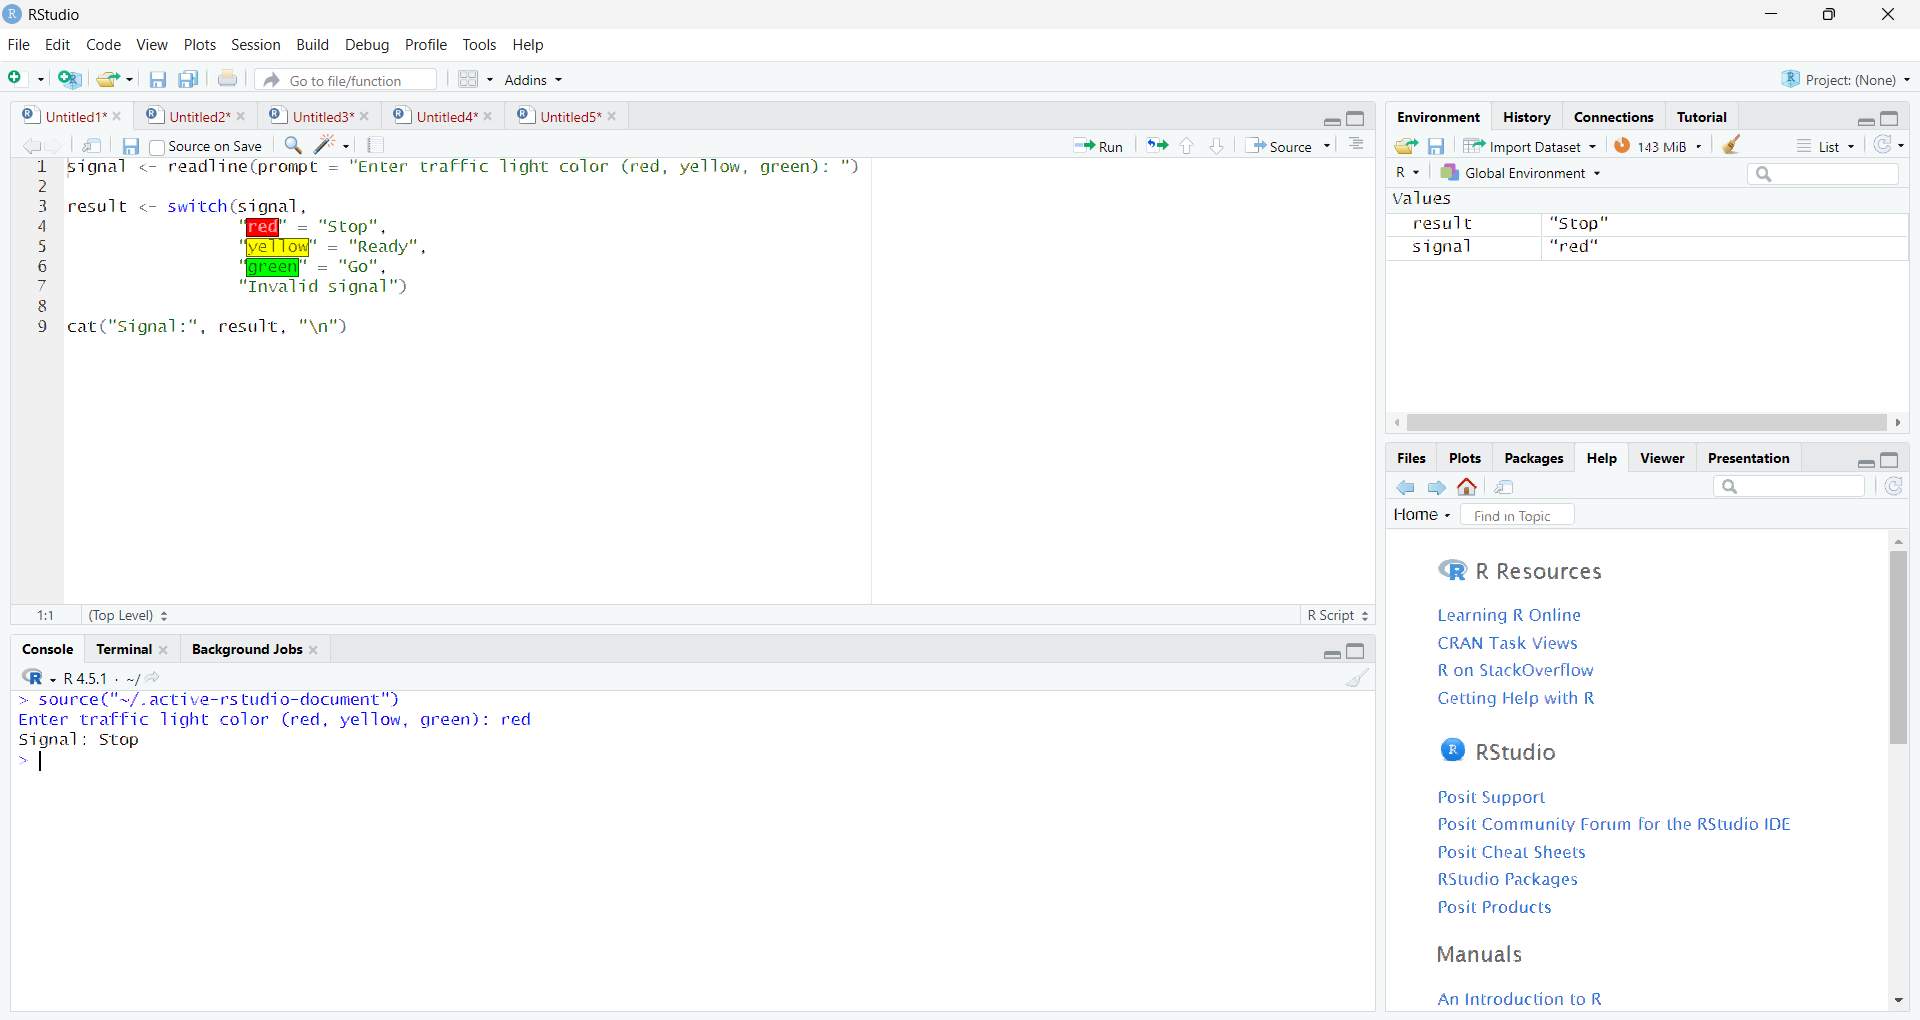 RStudio
File Edit Code View Plots Session Build Debug Profile Tools Help
Go to file/function Addins Project: (None)
Untitled1* Untitled2* Untitled3* Untitled4* Untitled5*
Source on Save Run Source
1 signal <- readline(prompt = "Enter traffic light color (red, yellow, green): ")
2
3 result <- switch(signal,
4 "red" = "Stop",
5 "yellow" = "Ready",
6 "green" = "Go",
7 "Invalid signal")
8
9 cat("Signal:", result, "\n")
1:1 (Top Level) R Script
Console Terminal Background Jobs
R 4.5.1 · ~/
> source("~/.active-rstudio-document")
Enter traffic light color (red, yellow, green): red
Signal: Stop
>
Environment History Connections Tutorial
Import Dataset 143 MiB List
R Global Environment
Values
result "Stop"
signal "red"
Files Plots Packages Help Viewer Presentation
Home Find in Topic
R Resources
Learning R Online
CRAN Task Views
R on StackOverflow
Getting Help with R
RStudio
Posit Support
Posit Community Forum for the RStudio IDE
Posit Cheat Sheets
RStudio Packages
Posit Products
Manuals
An Introduction to R